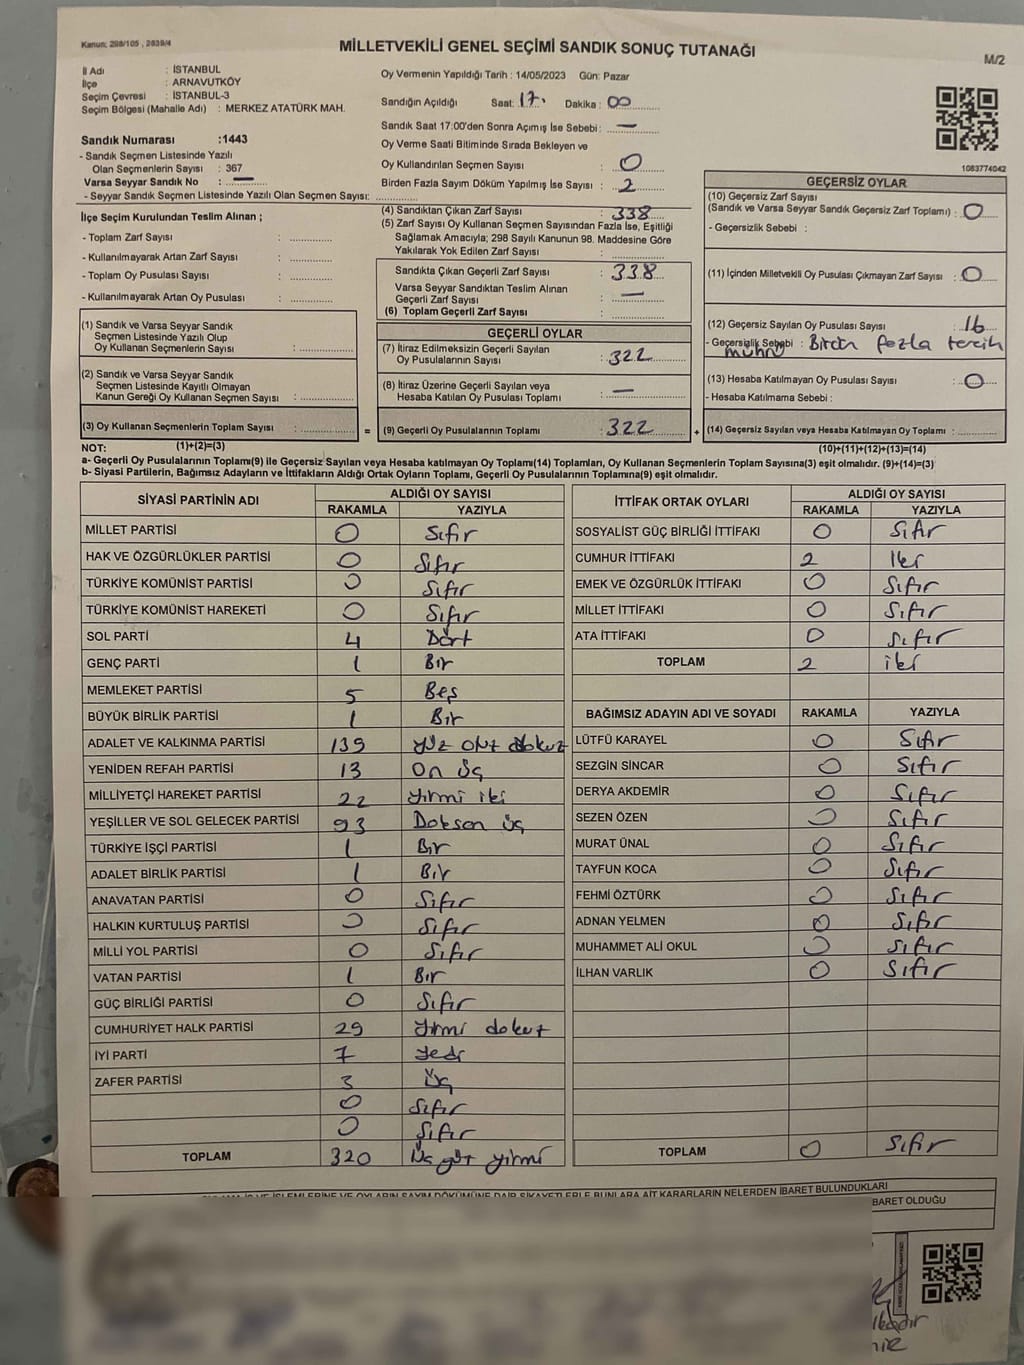 Kanun: 298/105 , 2839/4
MİLLETVEKİLİ GENEL SEÇİMİ SANDIK SONUÇ TUTANAĞI
M/2
İl Adı : İSTANBUL
İlçe : ARNAVUTKÖY
Seçim Çevresi : İSTANBUL-3
Seçim Bölgesi (Mahalle Adı) : MERKEZ ATATÜRK MAH.
Sandık Numarası :1443
- Sandık Seçmen Listesinde Yazılı
Olan Seçmenlerin Sayısı : 367
Varsa Seyyar Sandık No : —
- Seyyar Sandık Seçmen Listesinde Yazılı Olan Seçmen Sayısı:
Oy Vermenin Yapıldığı Tarih : 14/05/2023 Gün: Pazar
Sandığın Açıldığı Saat: 17. Dakika : 00
Sandık Saat 17:00'den Sonra Açımış İse Sebebi: —
Oy Verme Saati Bitiminde Sırada Bekleyen ve
Oy Kullandırılan Seçmen Sayısı : 0
Birden Fazla Sayım Döküm Yapılmış İse Sayısı : 2
1083774042
İlçe Seçim Kurulundan Teslim Alınan ;
- Toplam Zarf Sayısı :
- Kullanılmayarak Artan Zarf Sayısı :
- Toplam Oy Pusulası Sayısı :
- Kullanılmayarak Artan Oy Pusulası :
(4) Sandıktan Çıkan Zarf Sayısı : 338
(5) Zarf Sayısı Oy Kullanan Seçmen Sayısından Fazla İse, Eşitliği
Sağlamak Amacıyla; 298 Sayılı Kanunun 98. Maddesine Göre
Yakılarak Yok Edilen Zarf Sayısı :
Sandıkta Çıkan Geçerli Zarf Sayısı : 338
Varsa Seyyar Sandıktan Teslim Alınan
Geçerli Zarf Sayısı : —
(6) Toplam Geçerli Zarf Sayısı :
GEÇERSİZ OYLAR
(10) Geçersiz Zarf Sayısı
(Sandık ve Varsa Seyyar Sandık Geçersiz Zarf Toplamı) : 0
- Geçersizlik Sebebi :
(11) İçinden Milletvekili Oy Pusulası Çıkmayan Zarf Sayısı : 0
(12) Geçersiz Sayılan Oy Pusulası Sayısı : 16
- Geçersizlik Sebebi : Birden fazla tercih
mührü
(13) Hesaba Katılmayan Oy Pusulası Sayısı : 0
- Hesaba Katılmama Sebebi :
(14) Geçersiz Sayılan veya Hesaba Katılmayan Oy Toplamı :
(1) Sandık ve Varsa Seyyar Sandık
Seçmen Listesinde Yazılı Olup
Oy Kullanan Seçmenlerin Sayısı :
(2) Sandık ve Varsa Seyyar Sandık
Seçmen Listesinde Kayıtlı Olmayan
Kanun Gereği Oy Kullanan Seçmen Sayısı :
(3) Oy Kullanan Seçmenlerin Toplam Sayısı : =
GEÇERLİ OYLAR
(7) İtiraz Edilmeksizin Geçerli Sayılan
Oy Pusulalarının Sayısı : 322
(8) İtiraz Üzerine Geçerli Sayılan veya
Hesaba Katılan Oy Pusulası Toplamı : —
(9) Geçerli Oy Pusulalarının Toplamı : 322 +
NOT: (1)+(2)=(3) (10)+(11)+(12)+(13)=(14)
a- Geçerli Oy Pusulalarının Toplamı(9) ile Geçersiz Sayılan veya Hesaba katılmayan Oy Toplamı(14) Toplamları, Oy Kullanan Seçmenlerin Toplam Sayısına(3) eşit olmalıdır. (9)+(14)=(3)
b- Siyasi Partilerin, Bağımsız Adayların ve İttifakların Aldığı Ortak Oyların Toplamı, Geçerli Oy Pusulalarının Toplamına(9) eşit olmalıdır.
SİYASİ PARTİNİN ADI ALDIĞI OY SAYISI
RAKAMLA YAZIYLA
MİLLET PARTİSİ 0 Sıfır
HAK VE ÖZGÜRLÜKLER PARTİSİ 0 Sıfır
TÜRKİYE KOMÜNİST PARTİSİ 0 Sıfır
TÜRKİYE KOMÜNİST HAREKETİ 0 Sıfır
SOL PARTİ 4 Dört
GENÇ PARTİ 1 Bir
MEMLEKET PARTİSİ 5 Beş
BÜYÜK BİRLİK PARTİSİ 1 Bir
ADALET VE KALKINMA PARTİSİ 139 yüz otuz dokuz
YENİDEN REFAH PARTİSİ 13 On üç
MİLLİYETÇİ HAREKET PARTİSİ 22 yirmi iki
YEŞİLLER VE SOL GELECEK PARTİSİ 93 Doksan üç
TÜRKİYE İŞÇİ PARTİSİ 1 Bir
ADALET BİRLİK PARTİSİ 1 Bir
ANAVATAN PARTİSİ 0 Sıfır
HALKIN KURTULUŞ PARTİSİ 0 Sıfır
MİLLİ YOL PARTİSİ 0 Sıfır
VATAN PARTİSİ 1 Bir
GÜÇ BİRLİĞİ PARTİSİ 0 Sıfır
CUMHURİYET HALK PARTİSİ 29 yirmi dokuz
İYİ PARTİ 7 yedi
ZAFER PARTİSİ 3 üç
0 Sıfır
0 Sıfır
TOPLAM 320 Üç yüz yirmi
İTTİFAK ORTAK OYLARI ALDIĞI OY SAYISI
RAKAMLA YAZIYLA
SOSYALİST GÜÇ BİRLİĞİ İTTİFAKI 0 Sıfır
CUMHUR İTTİFAKI 2 İki
EMEK VE ÖZGÜRLÜK İTTİFAKI 0 Sıfır
MİLLET İTTİFAKI 0 Sıfır
ATA İTTİFAKI 0 Sıfır
TOPLAM 2 iki
BAĞIMSIZ ADAYIN ADI VE SOYADI RAKAMLA YAZIYLA
LÜTFÜ KARAYEL 0 Sıfır
SEZGİN SİNCAR 0 Sıfır
DERYA AKDEMİR 0 Sıfır
SEZEN ÖZEN 0 Sıfır
MURAT ÜNAL 0 Sıfır
TAYFUN KOCA 0 Sıfır
FEHMİ ÖZTÜRK 0 Sıfır
ADNAN YELMEN 0 Sıfır
MUHAMMET ALİ OKUL 0 Sıfır
İLHAN VARLIK 0 Sıfır
TOPLAM 0 Sıfır
İŞLEMLERİNE VE OYLARIN SAYIM DÖKÜMÜNE DAİR ŞİKAYETLERLE BUNLARA AİT KARARLARIN NELERDEN İBARET BULUNDUKLARI
BARET OLDUĞU